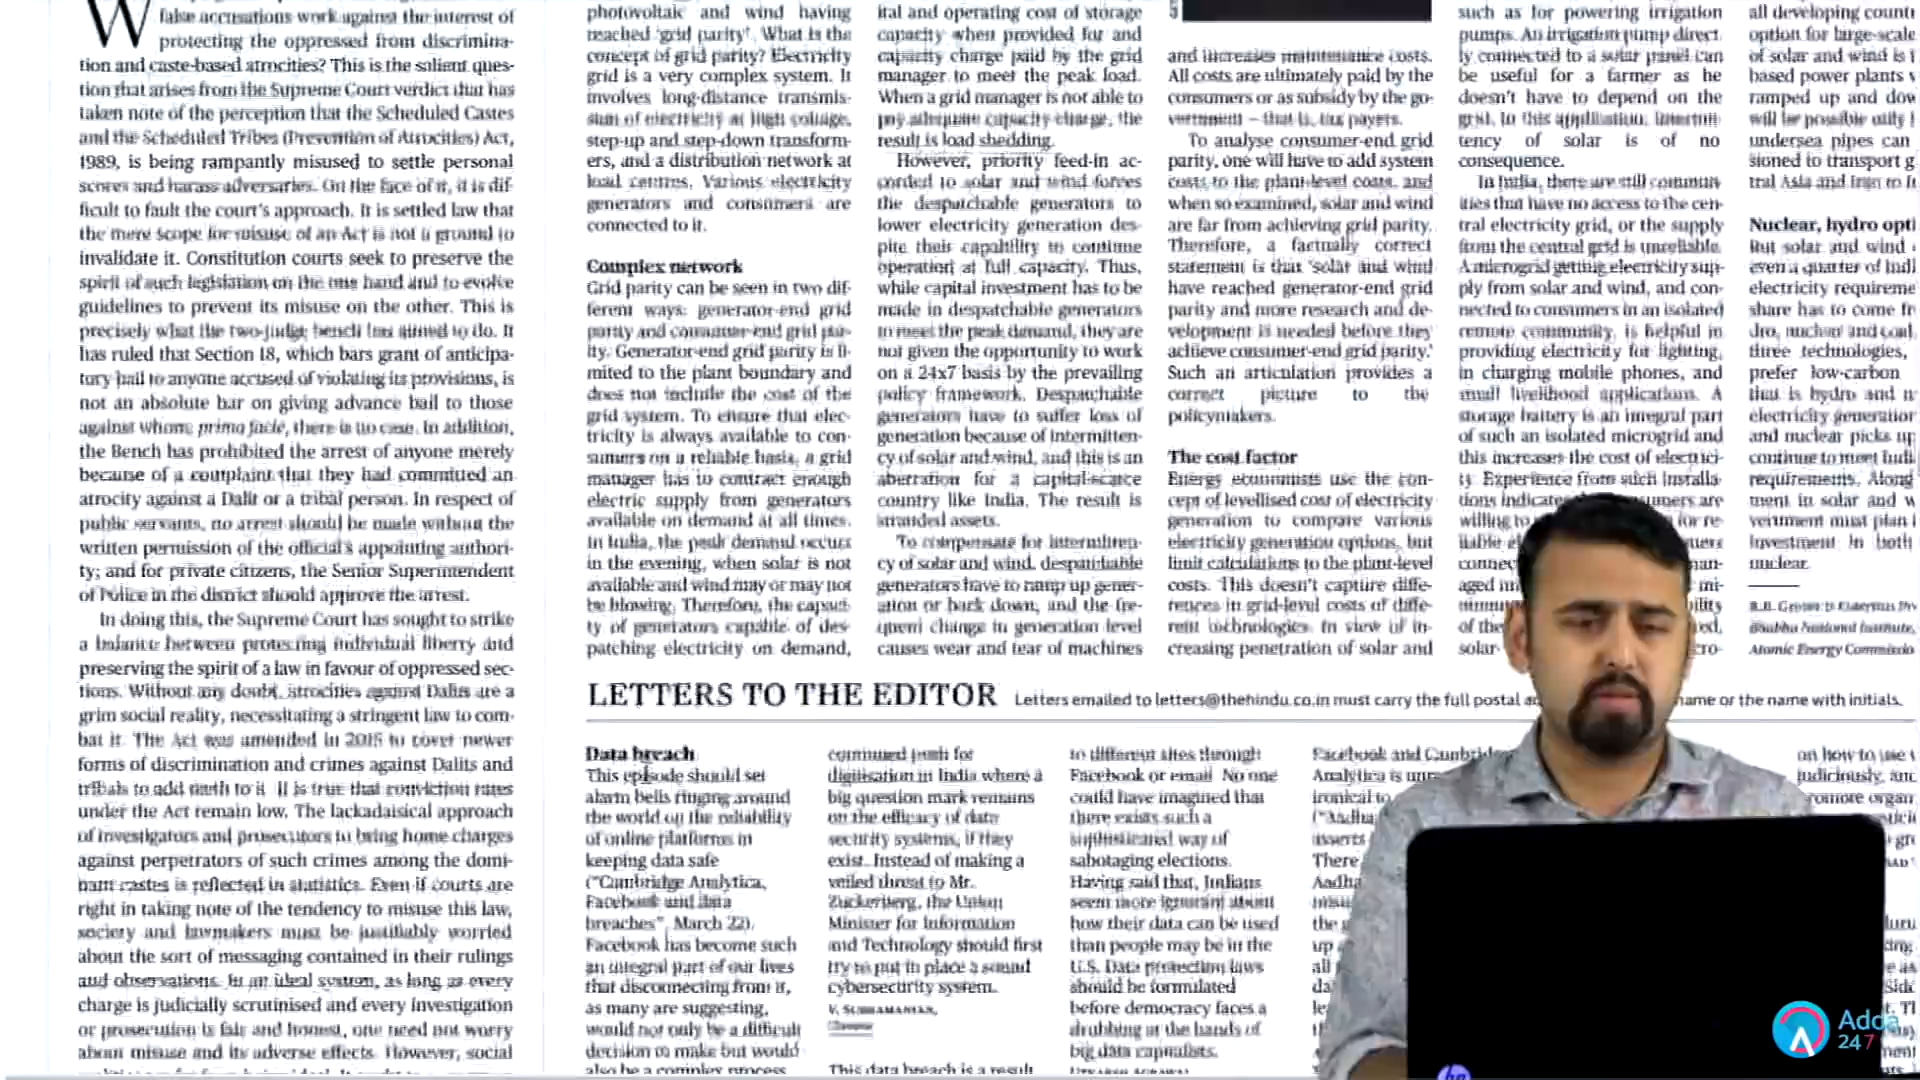 W
false accusations work against the interest of
protecting the oppressed from discrimina-
tion and caste-based atrocities? This is the salient ques-
tion that arises from the Supreme Court verdict that has
taken note of the perception that the Scheduled Castes
and the Scheduled Tribes (Prevention of Atrocities) Act,
1989, is being rampantly misused to settle personal
scores and harass adversaries. On the face of it, it is dif-
ficult to fault the court's approach. It is settled law that
the mere scope for misuse of an Act is not a ground to
invalidate it. Constitution courts seek to preserve the
spirit of such legislation on the one hand and to evolve
guidelines to prevent its misuse on the other. This is
precisely what the two-judge bench has aimed to do. It
has ruled that Section 18, which bars grant of anticipa-
tory bail to anyone accused of violating its provisions, is
not an absolute bar on giving advance bail to those
against whom, prima facie, there is no case. In addition,
the Bench has prohibited the arrest of anyone merely
because of a complaint that they had committed an
atrocity against a Dalit or a tribal person. In respect of
public servants, no arrest should be made without the
written permission of the official's appointing authori-
ty; and for private citizens, the Senior Superintendent
of Police in the district should approve the arrest.
In doing this, the Supreme Court has sought to strike
a balance between protecting individual liberty and
preserving the spirit of a law in favour of oppressed sec-
tions. Without any doubt, atrocities against Dalits are a
grim social reality, necessitating a stringent law to com-
bat it. The Act was amended in 2015 to cover newer
forms of discrimination and crimes against Dalits and
tribals to add teeth to it. It is true that conviction rates
under the Act remain low. The lackadaisical approach
of investigators and prosecutors to bring home charges
against perpetrators of such crimes among the domi-
nant castes is reflected in statistics. Even if courts are
right in taking note of the tendency to misuse this law,
society and lawmakers must be justifiably worried
about the sort of messaging contained in their rulings
and observations. In an ideal system, as long as every
charge is judicially scrutinised and every investigation
or prosecution is fair and honest, one need not worry
about misuse and its adverse effects. However, social
photovoltaic and wind having
reached 'grid parity'. What is the
concept of grid parity? Electricity
grid is a very complex system. It
involves long-distance transmis-
sion of electricity at high voltage,
step-up and step-down transform-
ers, and a distribution network at
load centres. Various electricity
generators and consumers are
connected to it.
Complex network
Grid parity can be seen in two dif-
ferent ways: generator-end grid
parity and consumer-end grid par-
ity. Generator-end grid parity is li-
mited to the plant boundary and
does not include the cost of the
grid system. To ensure that elec-
tricity is always available to con-
sumers on a reliable basis, a grid
manager has to contract enough
electric supply from generators
available on demand at all times.
In India, the peak demand occurs
in the evening, when solar is not
available and wind may or may not
be blowing. Therefore, the capaci-
ty of generators capable of des-
patching electricity on demand,
ital and operating cost of storage
capacity when provided for and
capacity charge paid by the grid
manager to meet the peak load.
When a grid manager is not able to
pay adequate capacity charge, the
result is load shedding.
However, priority feed-in ac-
corded to solar and wind forces
the despatchable generators to
lower electricity generation des-
pite their capability to continue
operation at full capacity. Thus,
while capital investment has to be
made in despatchable generators
to meet the peak demand, they are
not given the opportunity to work
on a 24x7 basis by the prevailing
policy framework. Despatchable
generators have to suffer loss of
generation because of intermitten-
cy of solar and wind, and this is an
aberration for a capital-scarce
country like India. The result is
stranded assets.
To compensate for intermitten-
cy of solar and wind, despatchable
generators have to ramp up gener-
ation or back down, and the fre-
quent change in generation level
causes wear and tear of machines
and increases maintenance costs.
All costs are ultimately paid by the
consumers or as subsidy by the go-
vernment – that is, tax payers.
To analyse consumer-end grid
parity, one will have to add system
costs to the plant-level costs, and
when so examined, solar and wind
are far from achieving grid parity.
Therefore, a factually correct
statement is that 'solar and wind
have reached generator-end grid
parity and more research and de-
velopment is needed before they
achieve consumer-end grid parity.'
Such an articulation provides a
correct picture to the
policymakers.
The cost factor
Energy economists use the con-
cept of levellised cost of electricity
generation to compare various
electricity generation options, but
limit calculations to the plant-level
costs. This doesn't capture diffe-
rences in grid-level costs of diffe-
rent technologies. In view of in-
creasing penetration of solar and
such as for powering irrigation
pumps. An irrigation pump direct-
ly connected to a solar panel can
be useful for a farmer as he
doesn't have to depend on the
grid. In this application, intermit-
tency of solar is of no
consequence.
In India, there are still commun-
ities that have no access to the cen-
tral electricity grid, or the supply
from the central grid is unreliable.
A microgrid getting electricity sup-
ply from solar and wind, and con-
nected to consumers in an isolated
remote community, is helpful in
providing electricity for lighting,
in charging mobile phones, and
small livelihood applications. A
storage battery is an integral part
of such an isolated microgrid and
this increases the cost of electrici-
ty. Experience from such installa-
tions indicates umers are
willing to for re-
liable el
connec
aged mi-
nimum ility
of the
solar
all developing count
option for large-scale
of solar and wind is t
based power plants w
ramped up and dow
will be possible only i
undersea pipes can
sioned to transport g
tral Asia and Iran to I
Nuclear, hydro opti
But solar and wind
even a quarter of Indi
electricity requireme
share has to come fr
dro, nuclear and coal.
three technologies,
prefer low-carbon
that is hydro and n
electricity generation
and nuclear picks up
continue to meet Indi
requirements. Along
ment in solar and w
vernment must plan i
investment in both
nuclear.
R.B. Grover is Emeritus
Bhabha National Institute,
Atomic Energy Commissio
LETTERS TO THE EDITOR Letters emailed to letters@thehindu.co.in must carry the full postal ad name or the name with initials.
Data breach
This episode should set
alarm bells ringing around
the world on the reliability
of online platforms in
keeping data safe
("Cambridge Analytica,
Facebook and data
breaches", March 22).
Facebook has become such
an integral part of our lives
that disconnecting from it,
as many are suggesting,
would not only be a difficult
decision to make but would
also be a complex process
continued push for
digitisation in India where a
big question mark remains
on the efficacy of data
security systems, if they
exist. Instead of making a
veiled threat to Mr.
Zuckerberg, the Union
Minister for Information
and Technology should first
try to put in place a sound
cybersecurity system.
V. SUBRAMANIAN,
Chennai
This data breach is a result
to different sites through
Facebook or email. No one
could have imagined that
there exists such a
sophisticated way of
sabotaging elections.
Having said that, Indians
seem more ignorant about
how their data can be used
than people may be in the
U.S. Data protection laws
should be formulated
before democracy faces a
drubbing at the hands of
big data capitalists.
Facebook and Cambridge
Analytica is
ironical to
("Aadha
asserts
There
Aadha
misu
the
up
all
on how to use
judiciously, and
hp
Adda
247